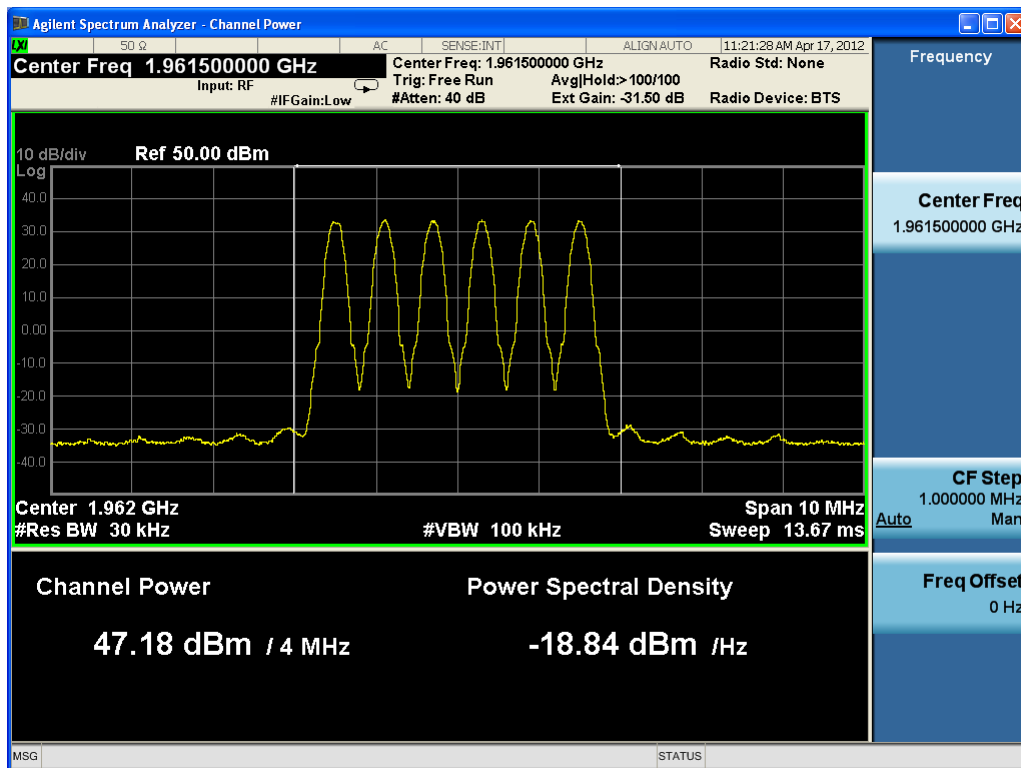 Agilent Spectrum Analyzer - Channel Power
LXI 50 Ω AC SENSE:INT ALIGN AUTO 11:21:28 AM Apr 17, 2012
Center Freq 1.961500000 GHz
Input: RF
#IFGain:Low
Center Freq: 1.961500000 GHz
Trig: Free Run Avg|Hold:>100/100
#Atten: 40 dB Ext Gain: -31.50 dB
Radio Std: None
Radio Device: BTS
10 dB/div Ref 50.00 dBm
Log
40.0
30.0
20.0
10.0
0.00
-10.0
-20.0
-30.0
-40.0
Center 1.962 GHz Span 10 MHz
#Res BW 30 kHz #VBW 100 kHz Sweep 13.67 ms
Channel Power Power Spectral Density
47.18 dBm / 4 MHz -18.84 dBm /Hz
Frequency
Center Freq
1.961500000 GHz
CF Step
1.000000 MHz
Auto Man
Freq Offset
0 Hz
MSG STATUS